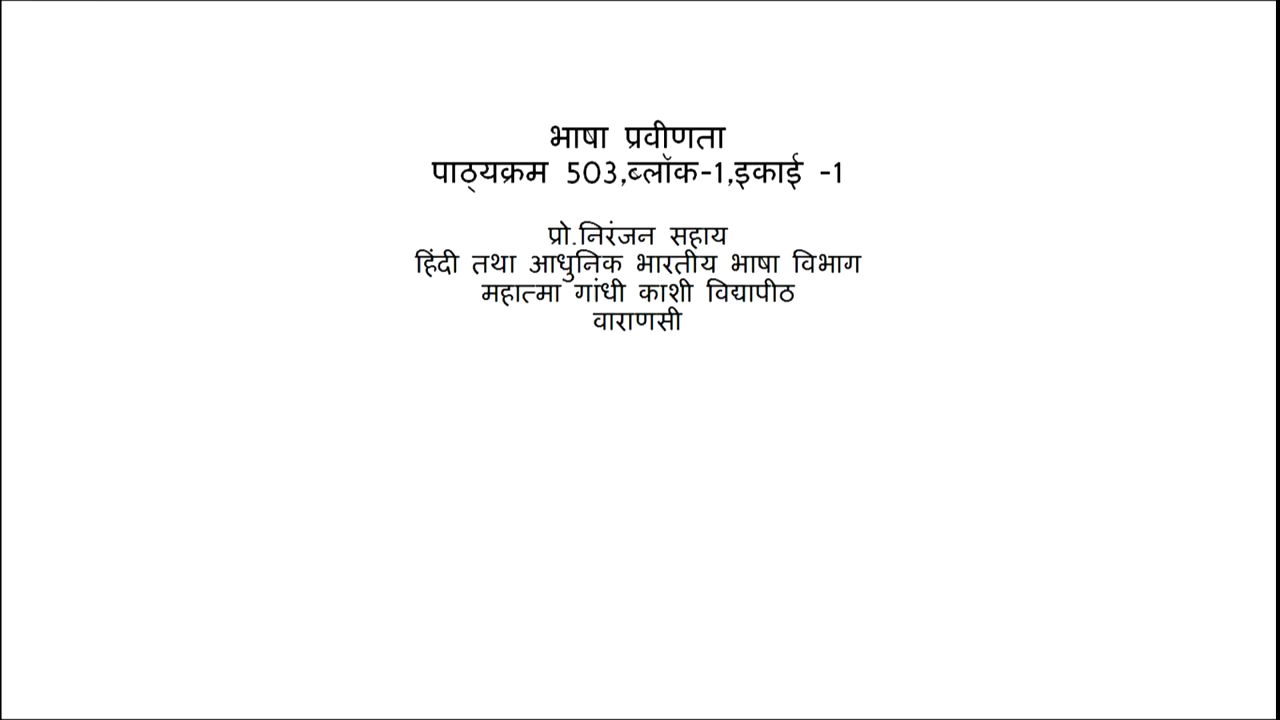 भाषा प्रवीणता
पाठ्यक्रम 503,ब्लॉक-1,इकाई -1
प्रो.निरंजन सहाय
हिंदी तथा आधुनिक भारतीय भाषा विभाग
महात्मा गांधी काशी विद्यापीठ
वाराणसी